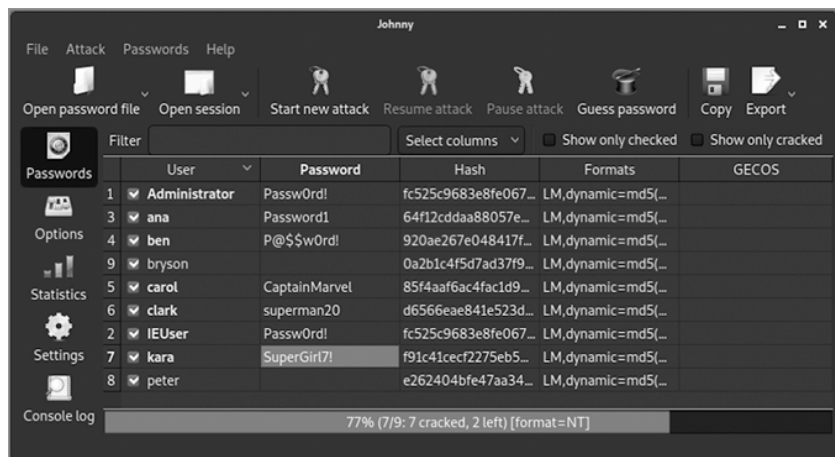 Johnny
File Attack Passwords Help
Open password file Open session Start new attack Resume attack Pause attack Guess password Copy Export
Filter Select columns Show only checked Show only cracked
Passwords
Options
Statistics
Settings
Console log
User Password Hash Formats GECOS
1 Administrator Passw0rd! fc525c9683e8fe067... LM,dynamic=md5(...
3 ana Password1 64f12cddaa88057e... LM,dynamic=md5(...
4 ben P@$$w0rd! 920ae267e048417f... LM,dynamic=md5(...
9 bryson 0a2b1c4f5d7ad37f9... LM,dynamic=md5(...
5 carol CaptainMarvel 85f4aaf6ac4fac1d9... LM,dynamic=md5(...
6 clark superman20 d6566eae841e523d... LM,dynamic=md5(...
2 IEUser Passw0rd! fc525c9683e8fe067... LM,dynamic=md5(...
7 kara SuperGirl7! f91c41cecf2275eb5... LM,dynamic=md5(...
8 peter e262404bfe47aa34... LM,dynamic=md5(...
77% (7/9: 7 cracked, 2 left) [format=NT]